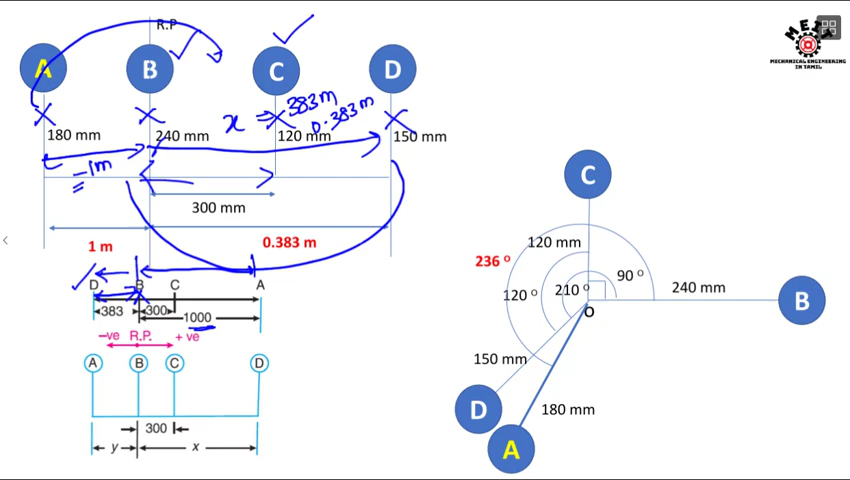 R.P
MEIT
MECHANICAL ENGINEERING
IN TAMIL
A
B
C
D
x = 383 m
0.383 m
180 mm
240 mm
120 mm
150 mm
= -1m
300 mm
1 m
0.383 m
D
B
C
A
383
300
1000
-ve R.P. + ve
A
B
C
D
300
y
x
C
120 mm
236 o
90 o
120 o
210 o
240 mm
B
O
150 mm
D
180 mm
A